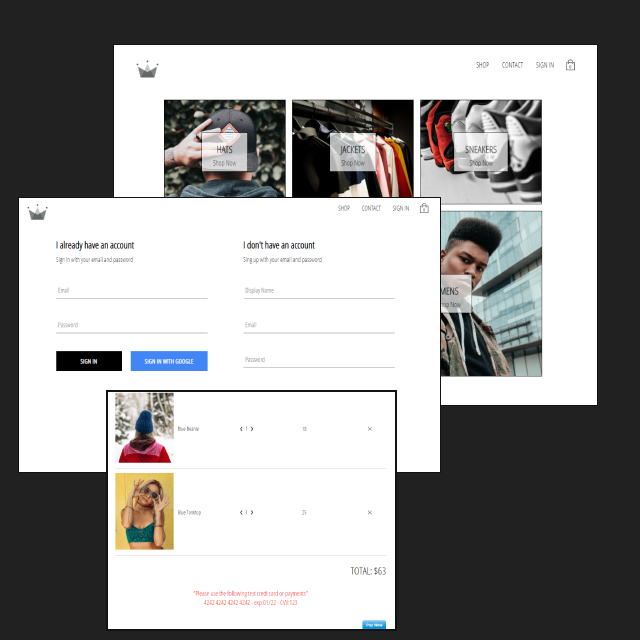 SHOP CONTACT SIGN IN
HATS
Shop Now
JACKETS
Shop Now
SNEAKERS
Shop Now
MENS
Shop Now
SHOP CONTACT SIGN IN
I already have an account
Sign in with your email and password
Email
Password
SIGN IN
SIGN IN WITH GOOGLE
I don't have an account
Sing up with your email and password
Display Name
Email
Password
Blue Beanie ❮ 1 ❯ 18 ✕
Blue Tanktop ❮ 1 ❯ 25 ✕
TOTAL: $63
*Please use the following test credit card or payments*
4242 4242 4242 4242 - exp:01/22 - CVV:123
Pay Now